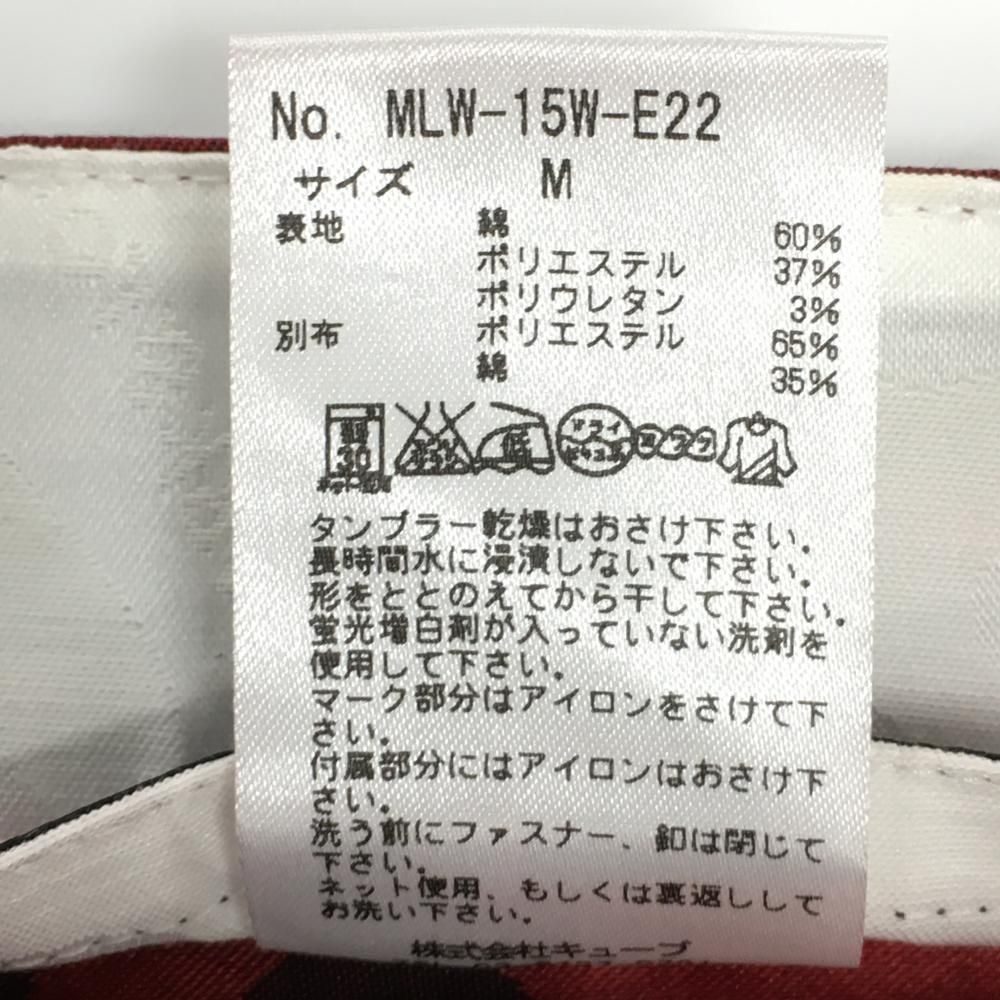 No. MLW-15W-E22
サイズ M
表地 綿 60%
ポリエステル 37%
ポリウレタン 3%
別布 ポリエステル 65%
綿 35%
弱 30 低 ドライ
タンブラー乾燥はおさけ下さい。
長時間水に浸漬しないで下さい。
形をととのえてから干して下さい。
蛍光増白剤が入っていない洗剤を
使用して下さい。
マーク部分はアイロンをさけて下
さい。
付属部分にはアイロンはおさけ下
さい。
洗う前にファスナー、釦は閉じて
下さい。
ネット使用、もしくは裏返しして
お洗い下さい。
株式会社キューブ